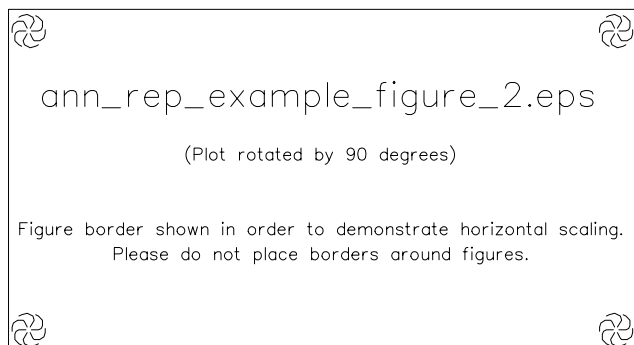 ann_rep_example_figure_2.eps
(Plot rotated by 90 degrees)
Figure border shown in order to demonstrate horizontal scaling.
Please do not place borders around figures.